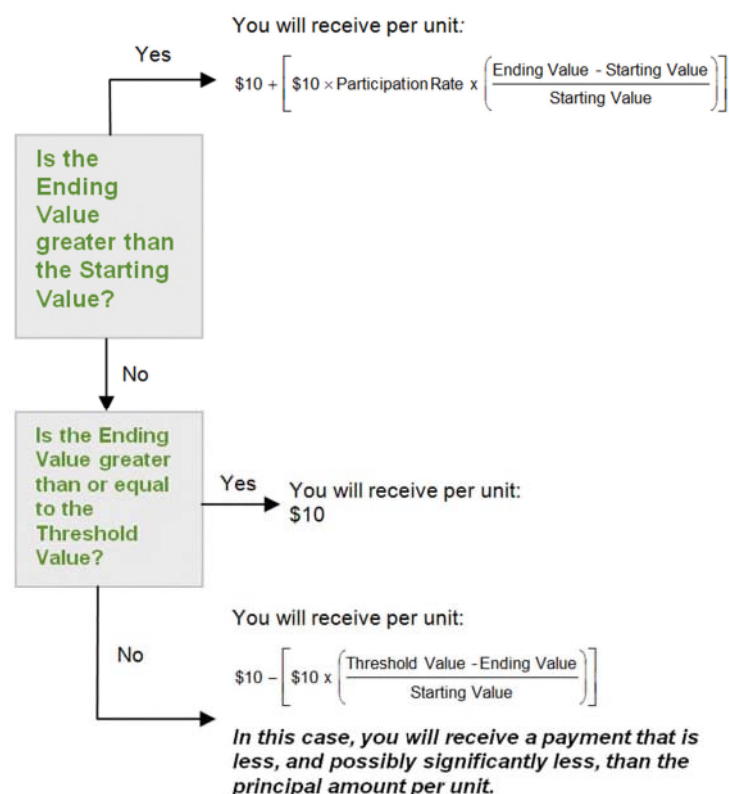 You will receive per unit:
Yes
$10 + [ $10 × Participation Rate x ( Ending Value - Starting Value
Starting Value ) ]
Is the
Ending
Value
greater than
the Starting
Value?
No
Is the Ending
Value greater
than or equal
to the
Threshold
Value?
Yes
You will receive per unit:
$10
You will receive per unit:
No
$10 – [ $10 x ( Threshold Value - Ending Value
Starting Value ) ]
In this case, you will receive a payment that is
less, and possibly significantly less, than the
principal amount per unit.